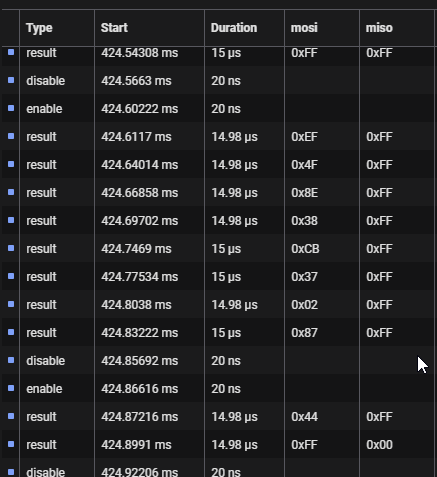 Type Start Duration mosi miso
result 424.54308 ms 15 μs 0xFF 0xFF
disable 424.5663 ms 20 ns
enable 424.60222 ms 20 ns
result 424.6117 ms 14.98 μs 0xEF 0xFF
result 424.64014 ms 14.98 μs 0x4F 0xFF
result 424.66858 ms 14.98 μs 0x8E 0xFF
result 424.69702 ms 14.98 μs 0x38 0xFF
result 424.7469 ms 15 μs 0xCB 0xFF
result 424.77534 ms 15 μs 0x37 0xFF
result 424.8038 ms 14.98 μs 0x02 0xFF
result 424.83222 ms 15 μs 0x87 0xFF
disable 424.85692 ms 20 ns
enable 424.86616 ms 20 ns
result 424.87216 ms 14.98 μs 0x44 0xFF
result 424.8991 ms 14.98 μs 0xFF 0x00
disable 424.92206 ms 20 ns